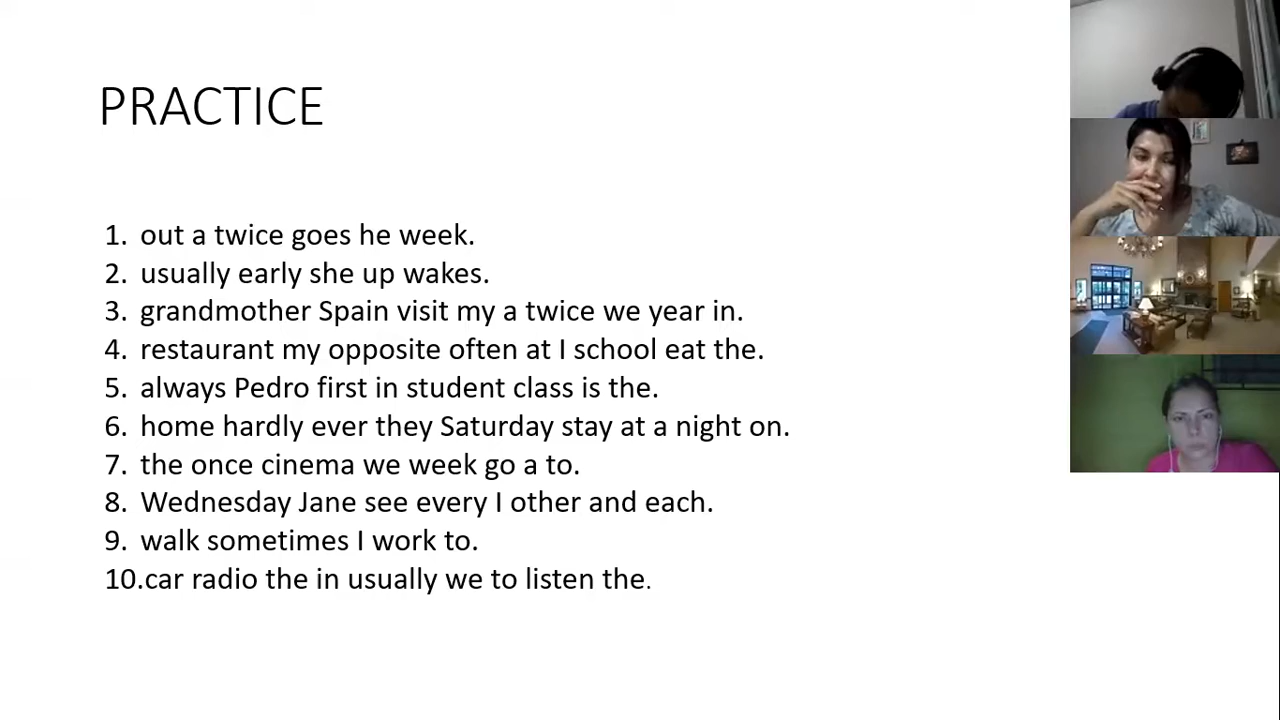 PRACTICE
1. out a twice goes he week.
2. usually early she up wakes.
3. grandmother Spain visit my a twice we year in.
4. restaurant my opposite often at I school eat the.
5. always Pedro first in student class is the.
6. home hardly ever they Saturday stay at a night on.
7. the once cinema we week go a to.
8. Wednesday Jane see every I other and each.
9. walk sometimes I work to.
10.car radio the in usually we to listen the.